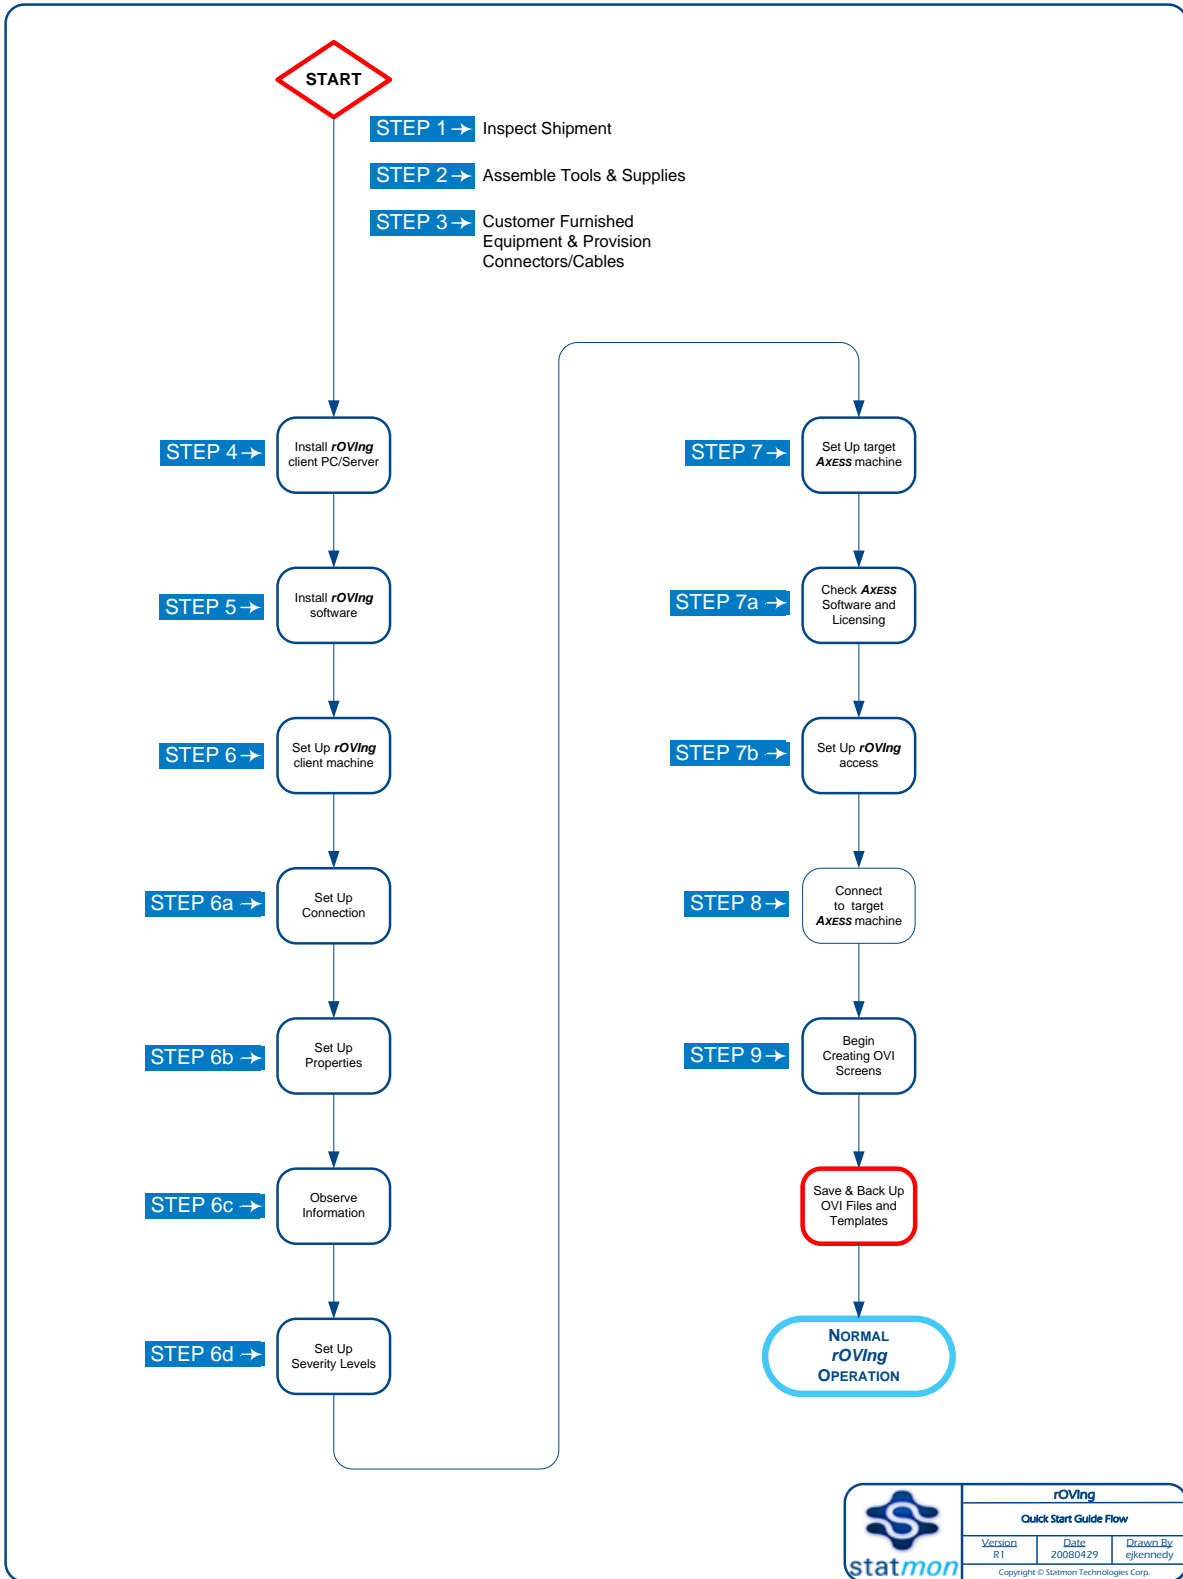 START
STEP 1 → Inspect Shipment
STEP 2 → Assemble Tools & Supplies
STEP 3 → Customer Furnished
Equipment & Provision
Connectors/Cables
STEP 4 →
Install rOVIng
client PC/Server
STEP 5 →
Install rOVIng
software
STEP 6 →
Set Up rOVIng
client machine
STEP 6a →
Set Up
Connection
STEP 6b →
Set Up
Properties
STEP 6c →
Observe
Information
STEP 6d →
Set Up
Severity Levels
STEP 7 →
Set Up target
AXESS machine
STEP 7a →
Check AXESS
Software and
Licensing
STEP 7b →
Set Up rOVIng
access
STEP 8 →
Connect
to target
AXESS machine
STEP 9 →
Begin
Creating OVI
Screens
Save & Back Up
OVI Files and
Templates
NORMAL
rOVIng
OPERATION
statmon
rOVIng
Quick Start Guide Flow
Version
R1
Date
20080429
Drawn By
ejkennedy
Copyright © Statmon Technologies Corp.